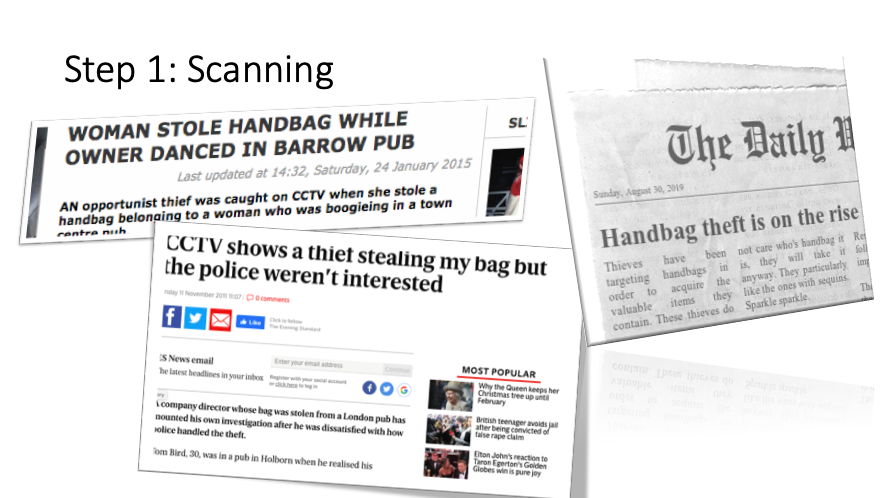 Step 1: Scanning
WOMAN STOLE HANDBAG WHILE
OWNER DANCED IN BARROW PUB
Last updated at 14:32, Saturday, 24 January 2015
AN opportunist thief was caught on CCTV when she stole a
handbag belonging to a woman who was boogieing in a town
centre pub.
SL
CCTV shows a thief stealing my bag but
the police weren't interested
11 November 2011 11:07 | 0 comments
Like
Click to follow
The Evening Standard
ES News email
The latest headlines in your inbox
Enter your email address
Continue
Register with your social account
or click here to log in
A company director whose bag was stolen from a London pub has
mounted his own investigation after he was dissatisfied with how
police handled the theft.
Tom Bird, 30, was in a pub in Holborn when he realised his
MOST POPULAR
Why the Queen keeps her
Christmas tree up until
February
British teenager avoids jail
after being convicted of
false rape claim
Elton John's reaction to
Taron Egerton's Golden
Globes win is pure joy
The Daily
Sunday, August 30, 2019
Handbag theft is on the rise
Thieves have been
targeting handbags in
order to acquire the
valuable items they
contain. These thieves do
not care who's handbag it
is, they will take it
anyway. They particularly
like the ones with sequins.
Sparkle sparkle.